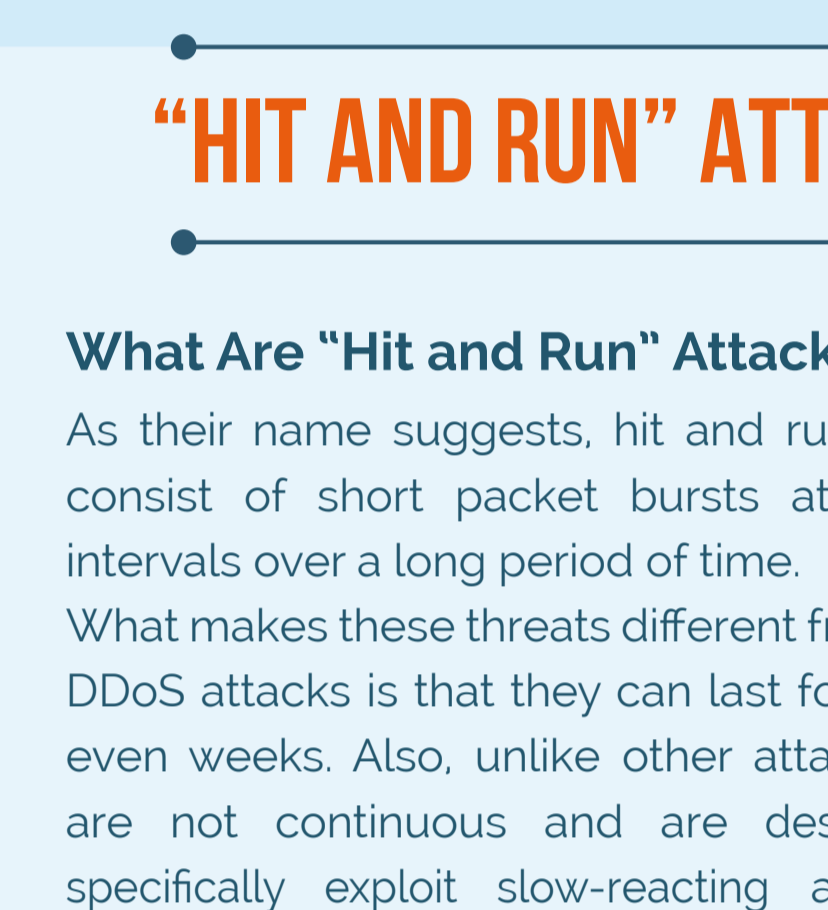 “HIT AND RUN” ATT
What Are “Hit and Run” Attack
As their name suggests, hit and ru
consist of short packet bursts at
intervals over a long period of time.
What makes these threats different fr
DDoS attacks is that they can last fo
even weeks. Also, unlike other atta
are not continuous and are des
specifically exploit slow-reacting a